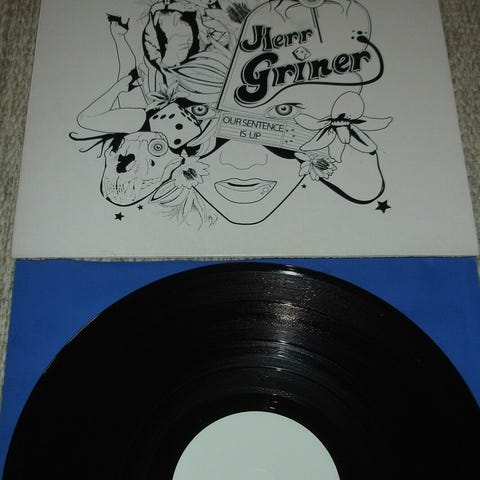 Herr
Griner
OUR SENTENCE
IS UP